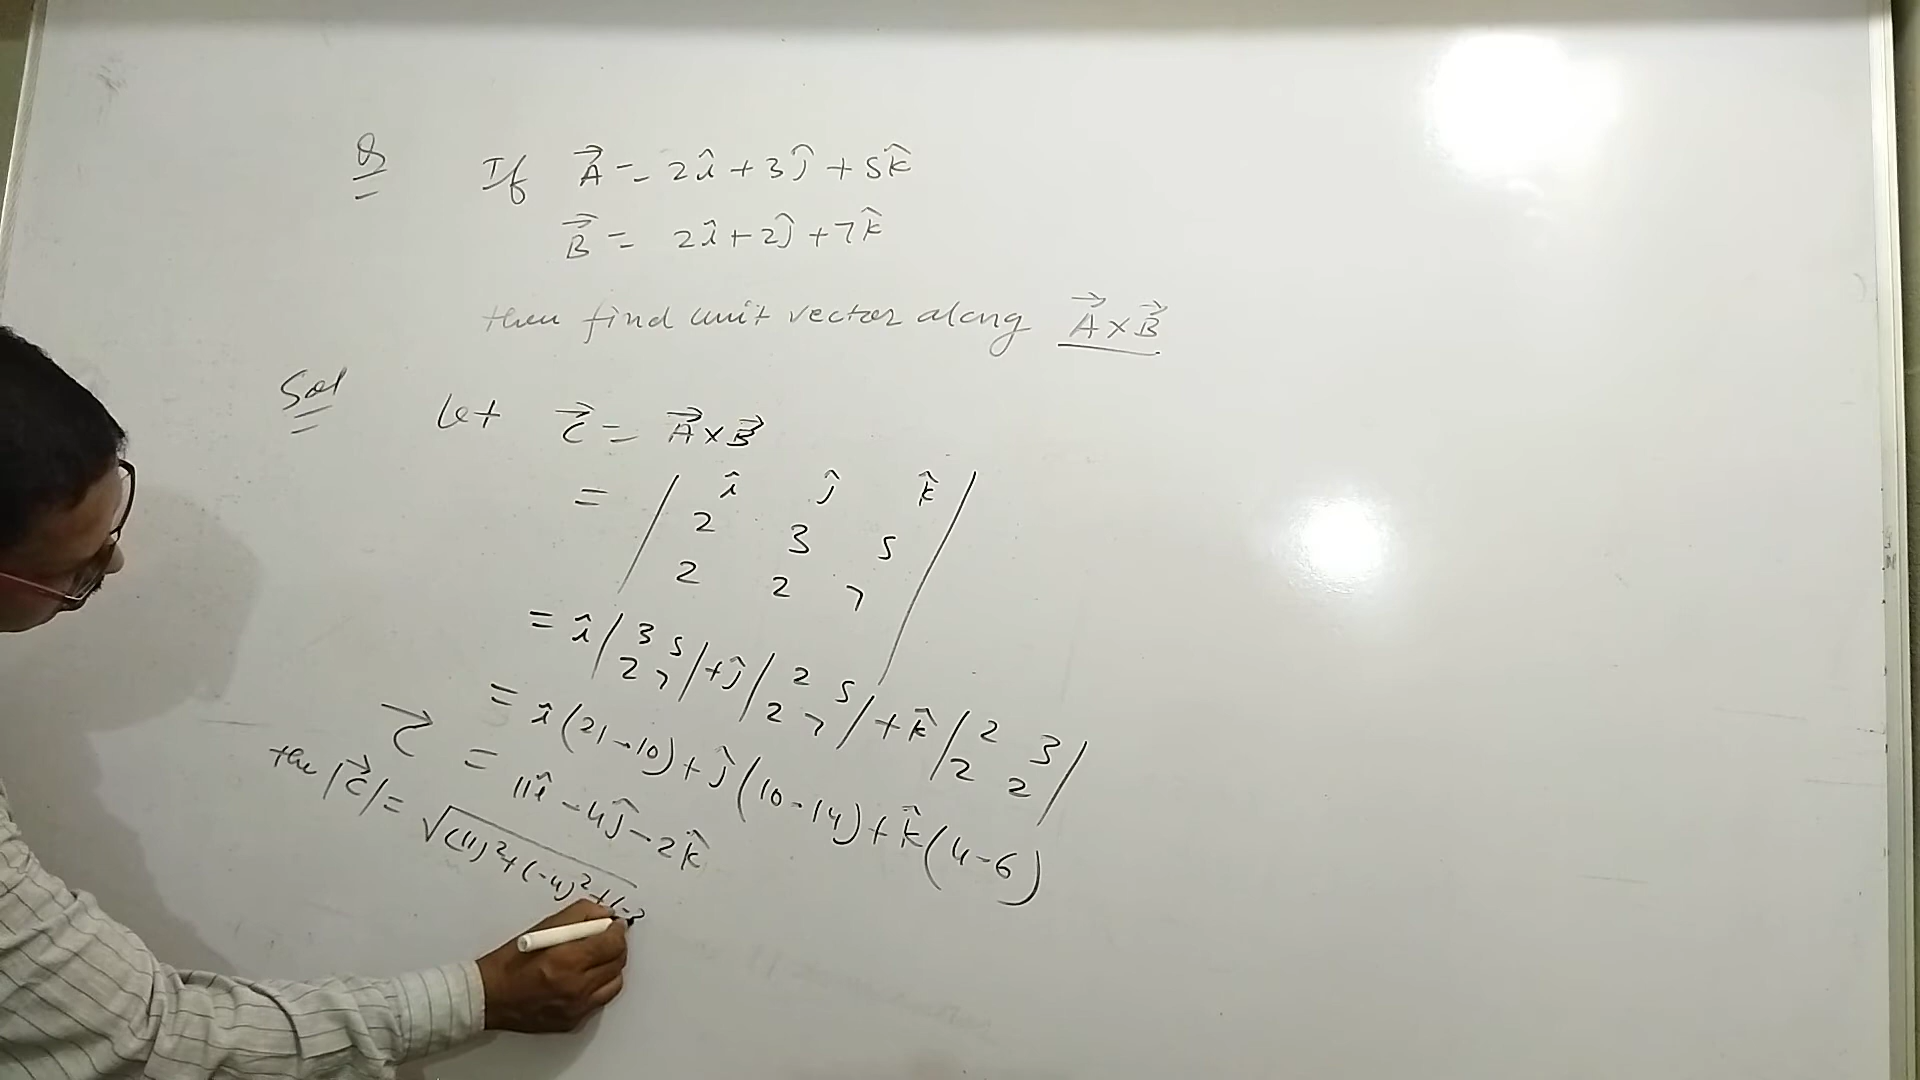 Q If A⃗ = 2î + 3ĵ + 5k̂
B⃗ = 2î + 2ĵ + 7k̂
then find unit vector along A⃗ × B⃗
Sol Let C⃗ = A⃗ × B⃗
= | î ĵ k̂ |
2 3 5
2 2 7
= î | 3 5 | + ĵ | 2 5 | + k̂ | 2 3 |
2 7 2 7 2 2
= î (21 - 10) + ĵ (10 - 14) + k̂ (4 - 6)
C⃗ = 11î - 4ĵ - 2k̂
the |C⃗| = √(11)² + (-4)² + (-2